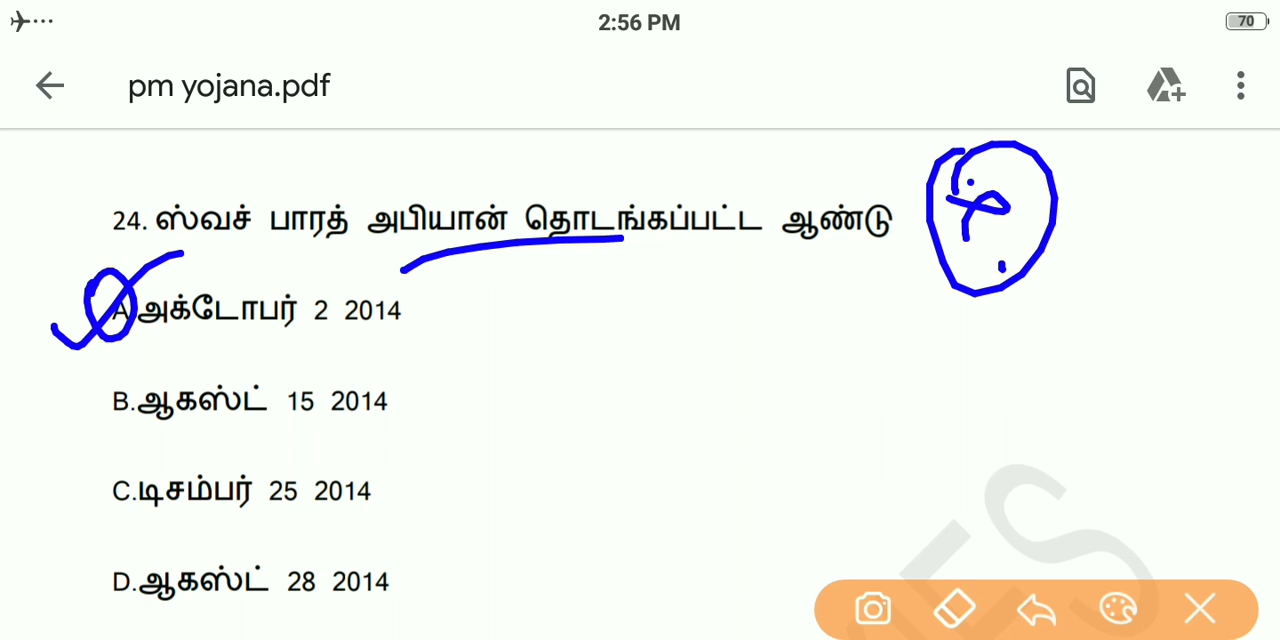 2:56 PM
70
pm yojana.pdf
24. ஸ்வச் பாரத் அபியான் தொடங்கப்பட்ட ஆண்டு
A.அக்டோபர் 2 2014
B.ஆகஸ்ட் 15 2014
C.டிசம்பர் 25 2014
D.ஆகஸ்ட் 28 2014